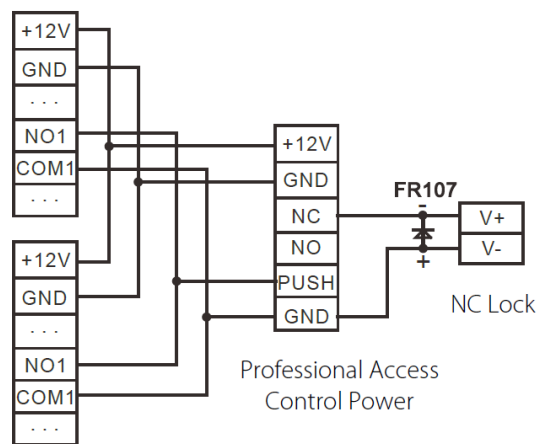 +12V
GND
. . .
NO1
COM1
. . .
+12V
GND
. . .
NO1
COM1
. . .
+12V
GND
NC
NO
PUSH
GND
FR107
-
+
V+
V-
NC Lock
Professional Access
Control Power